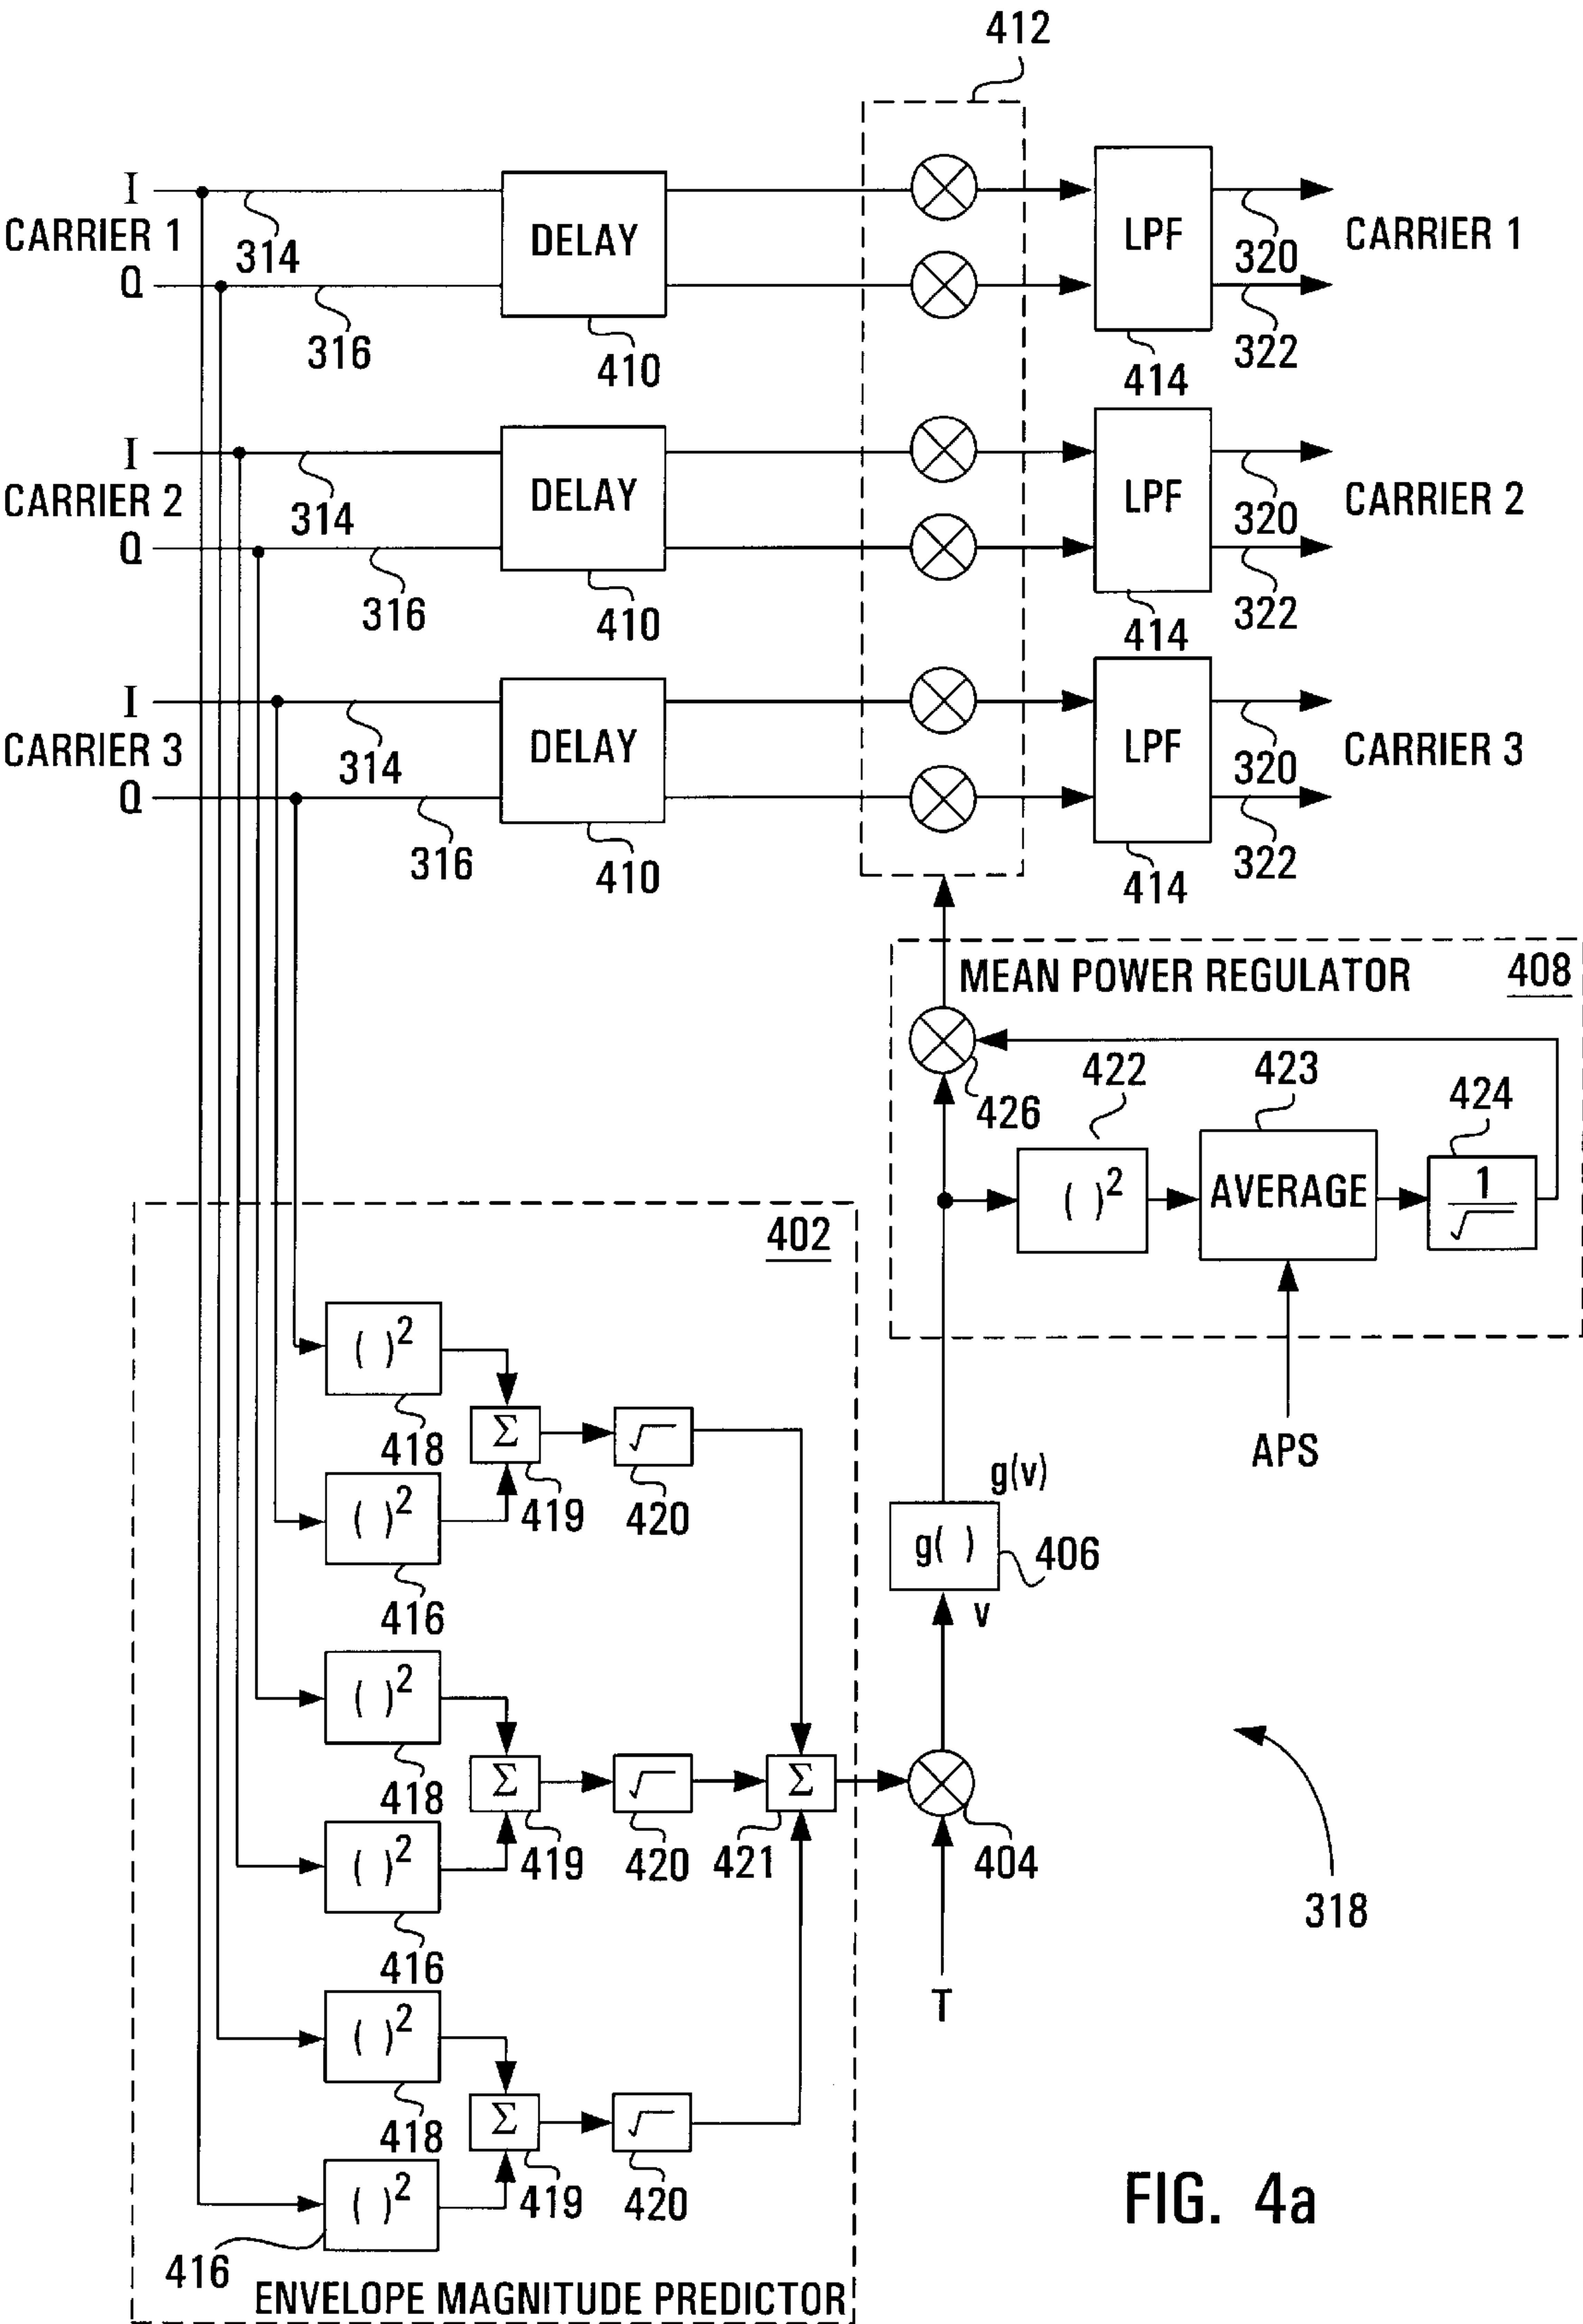 412
I
CARRIER 1
Q
314
316
DELAY
410
LPF
414
320
322
CARRIER 1
I
CARRIER 2
Q
314
316
DELAY
410
LPF
414
320
322
CARRIER 2
I
CARRIER 3
Q
314
316
DELAY
410
LPF
414
320
322
CARRIER 3
MEAN POWER REGULATOR
408
426
422
( )²
423
AVERAGE
424
1
√
APS
g(v)
g( )
406
v
404
T
318
402
( )²
418
Σ
419
√
420
( )²
416
( )²
418
Σ
419
√
420
Σ
421
( )²
416
( )²
418
Σ
419
√
420
( )²
416
ENVELOPE MAGNITUDE PREDICTOR
FIG. 4a